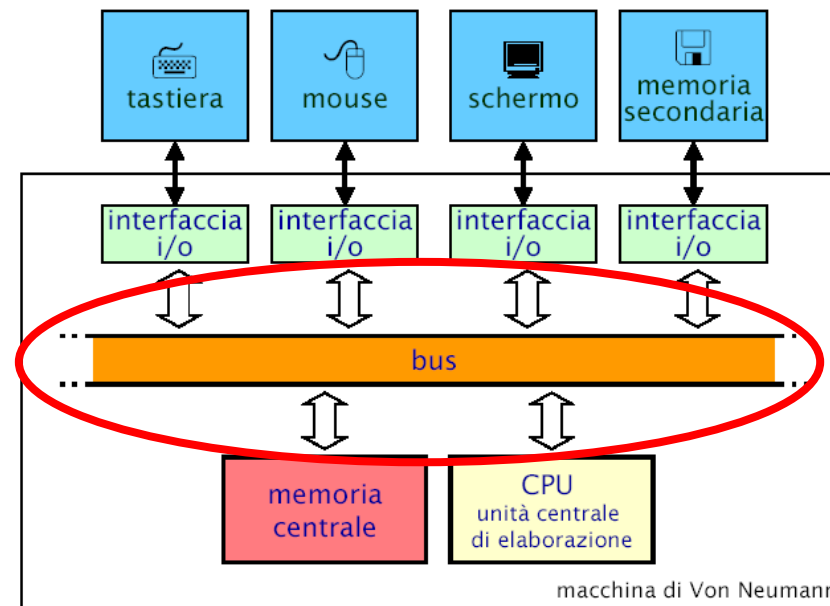 tastiera
mouse
schermo
memoria
secondaria
interfaccia
i/o
interfaccia
i/o
interfaccia
i/o
interfaccia
i/o
bus
memoria
centrale
CPU
unità centrale
di elaborazione
macchina di Von Neumann